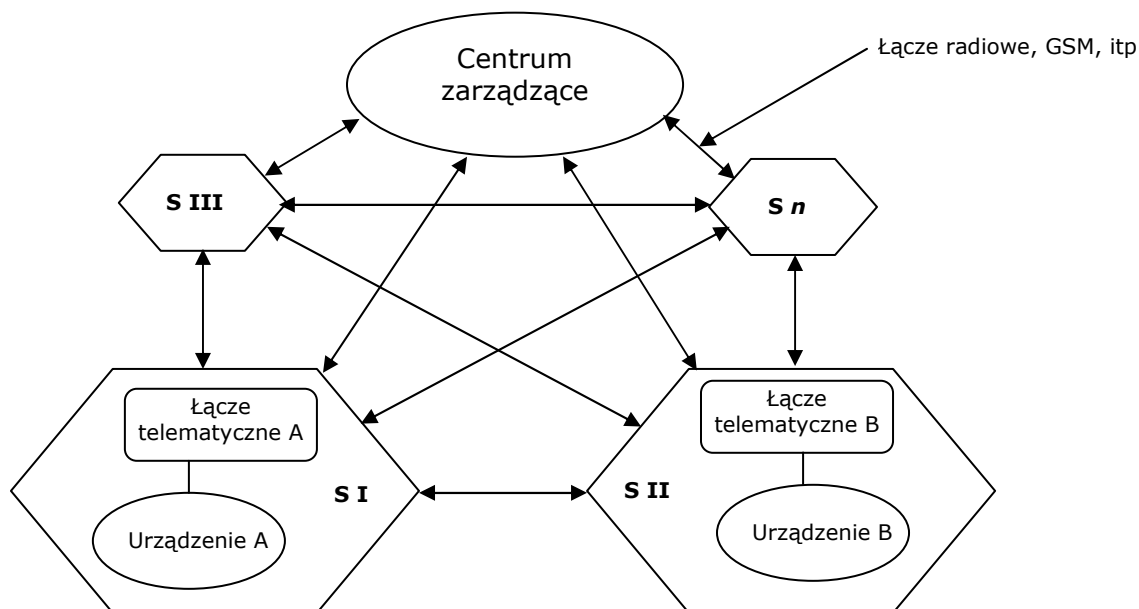 Centrum
zarządzące
Łącze radiowe, GSM, itp
S III
S n
Łącze
telematyczne A
Łącze
telematyczne B
S I
S II
Urządzenie A
Urządzenie B